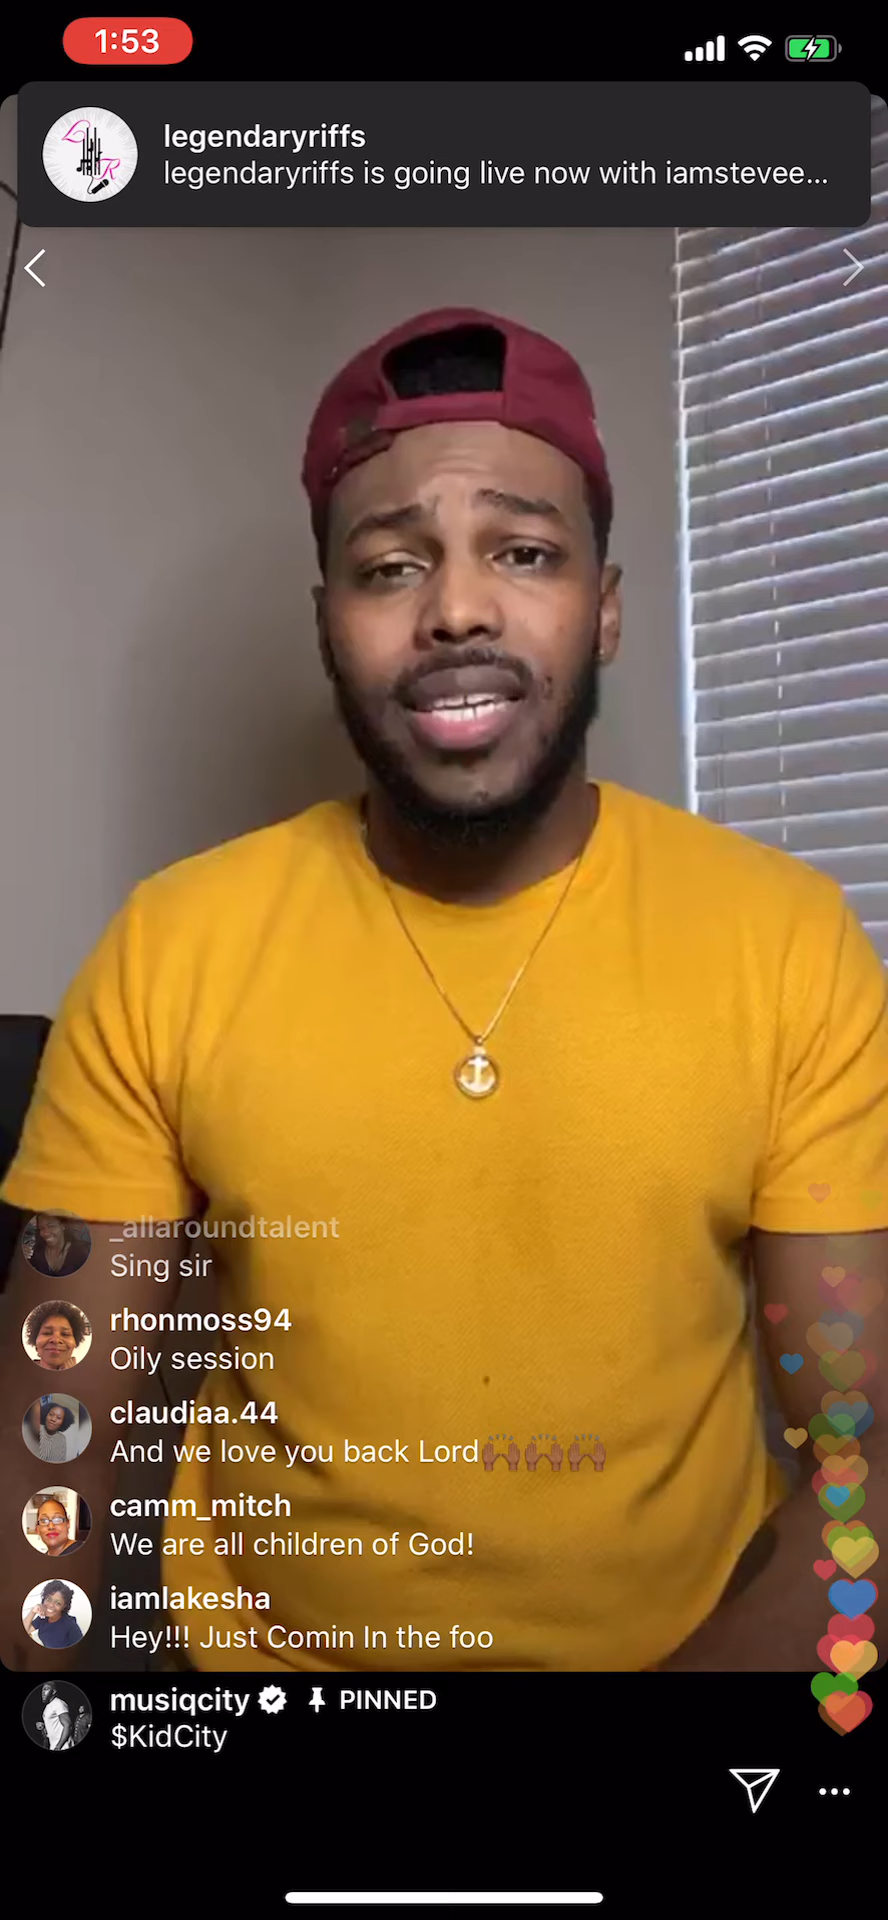 1:53
legendaryriffs
legendaryriffs is going live now with iamstevee...
_allaroundtalent
Sing sir
rhonmoss94
Oily session
claudiaa.44
And we love you back Lord🙌🏾🙌🏾🙌🏾
camm_mitch
We are all children of God!
iamlakesha
Hey!!! Just Comin In the foo
musiqcity PINNED
$KidCity